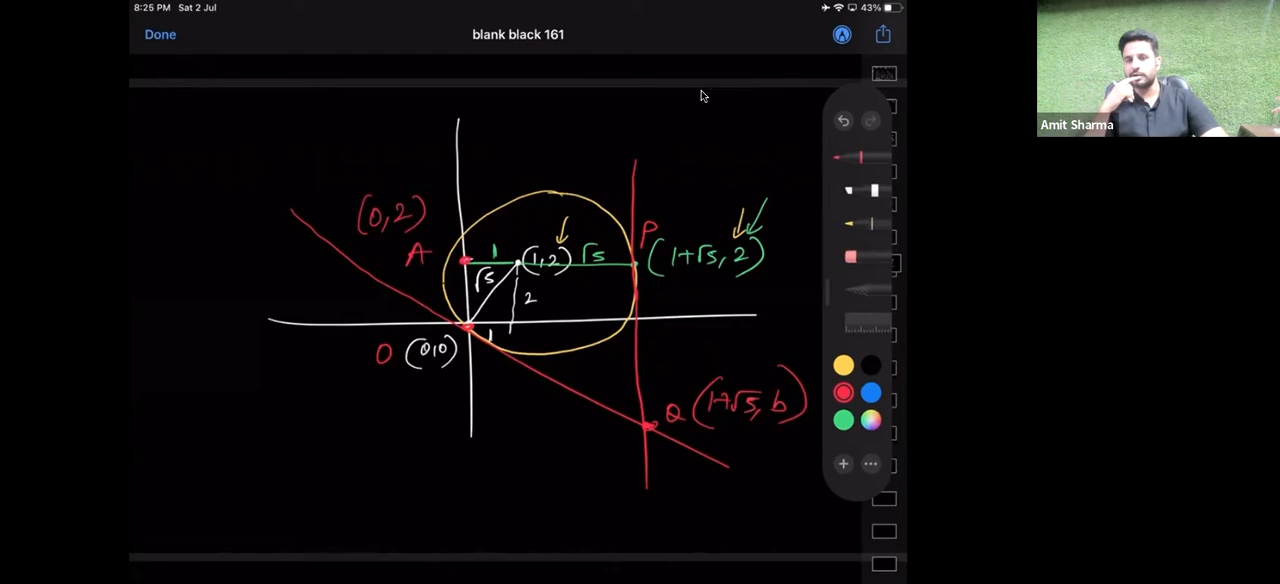 8:25 PM Sat 2 Jul
43%
Done
blank black 161
Amit Sharma
(0,2)
P
A
1
(1,2)
√5
(1+√5, 2)
√5
2
O (0,0)
1
Q (1+√5, b)